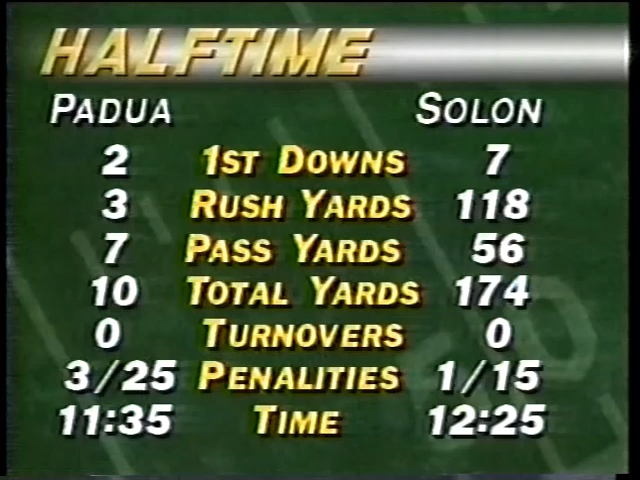 HALFTIME
PADUA SOLON
2 1ST DOWNS 7
3 RUSH YARDS 118
7 PASS YARDS 56
10 TOTAL YARDS 174
0 TURNOVERS 0
3/25 PENALITIES 1/15
11:35 TIME 12:25